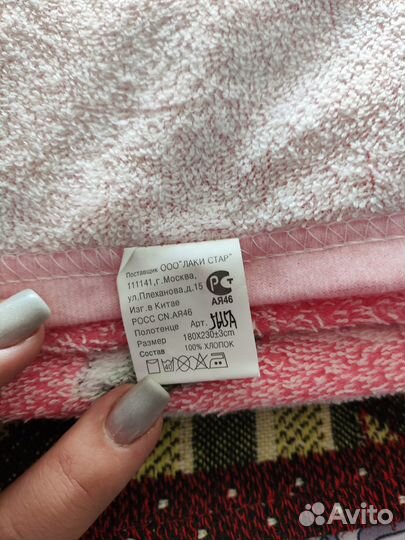 Поставщик ООО "ЛАКИ СТАР"
111141, г. Москва,
ул.Плеханова,д.15
Изг.в Китае
РОСС CN.АЯ46
АЯ46
Полотенце Арт.
Размер 180Х230±3cm
Состав 100% ХЛОПОК
40
Avito